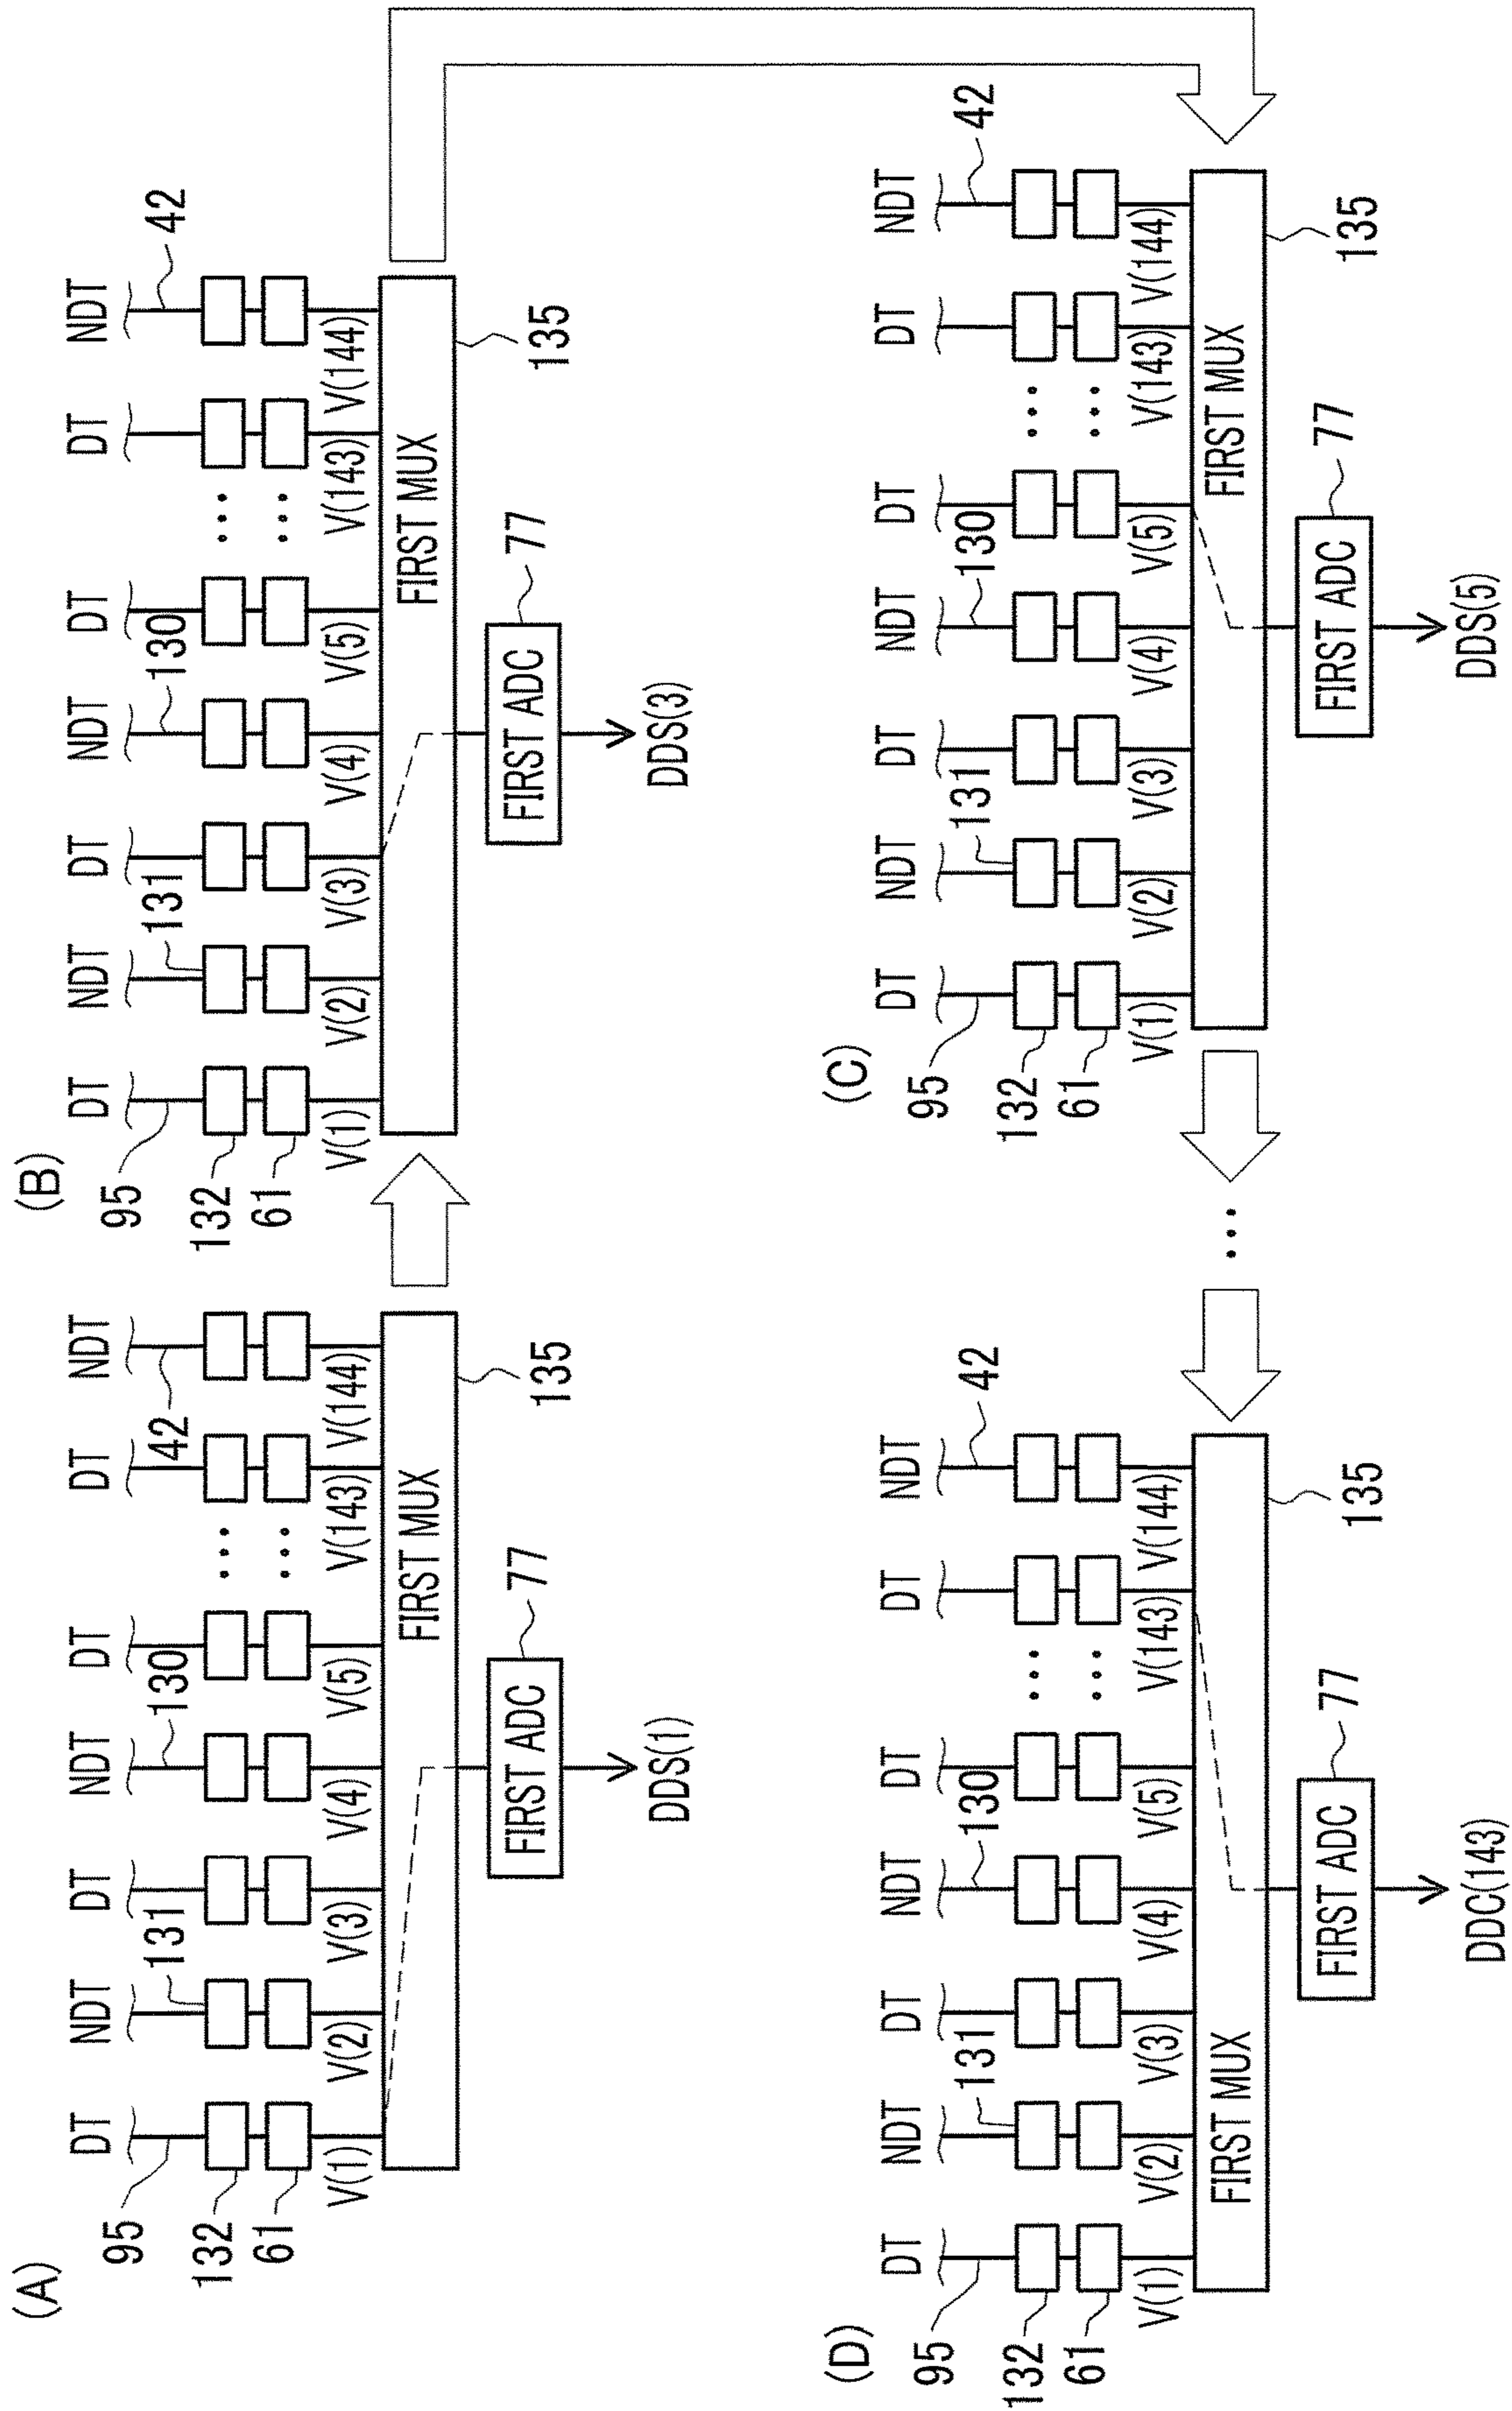 (A)
DT NDT DT NDT DT DT NDT
95 131 130 42
132
61
V(1) V(2) V(3) V(4) V(5) V(143) V(144)
FIRST MUX
135
FIRST ADC 77
DDS(1)
(B)
DT NDT DT NDT DT DT NDT
95 131 130 42
132
61
V(1) V(2) V(3) V(4) V(5) V(143) V(144)
FIRST MUX
135
FIRST ADC 77
DDS(3)
(C)
DT NDT DT NDT DT DT NDT
95 131 130 42
132
61
V(1) V(2) V(3) V(4) V(5) V(143) V(144)
FIRST MUX
135
FIRST ADC 77
DDS(5)
(D)
DT NDT DT NDT DT DT NDT
95 131 130 42
132
61
V(1) V(2) V(3) V(4) V(5) V(143) V(144)
FIRST MUX
135
FIRST ADC 77
DDC(143)